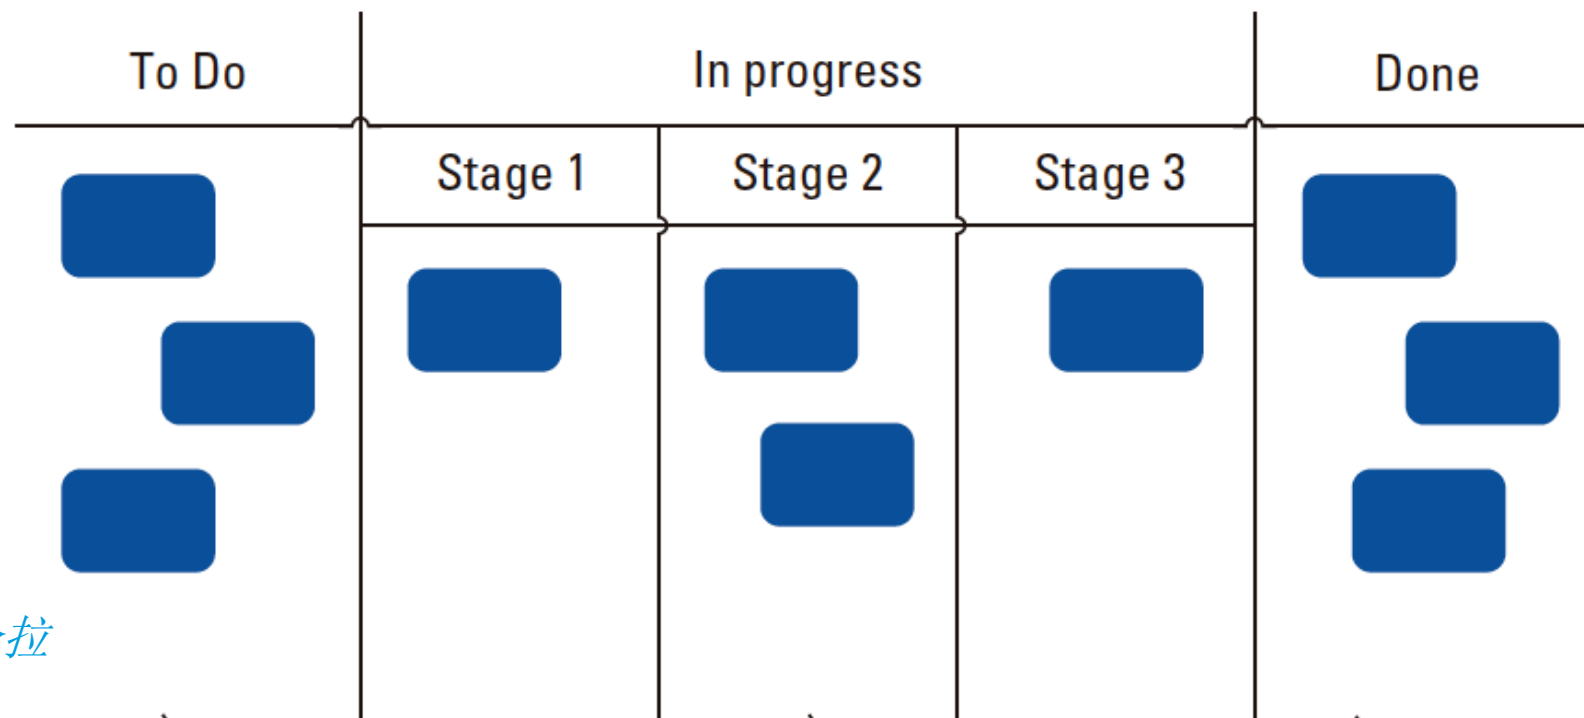 To Do
In progress
Done
Stage 1
Stage 2
Stage 3
拉